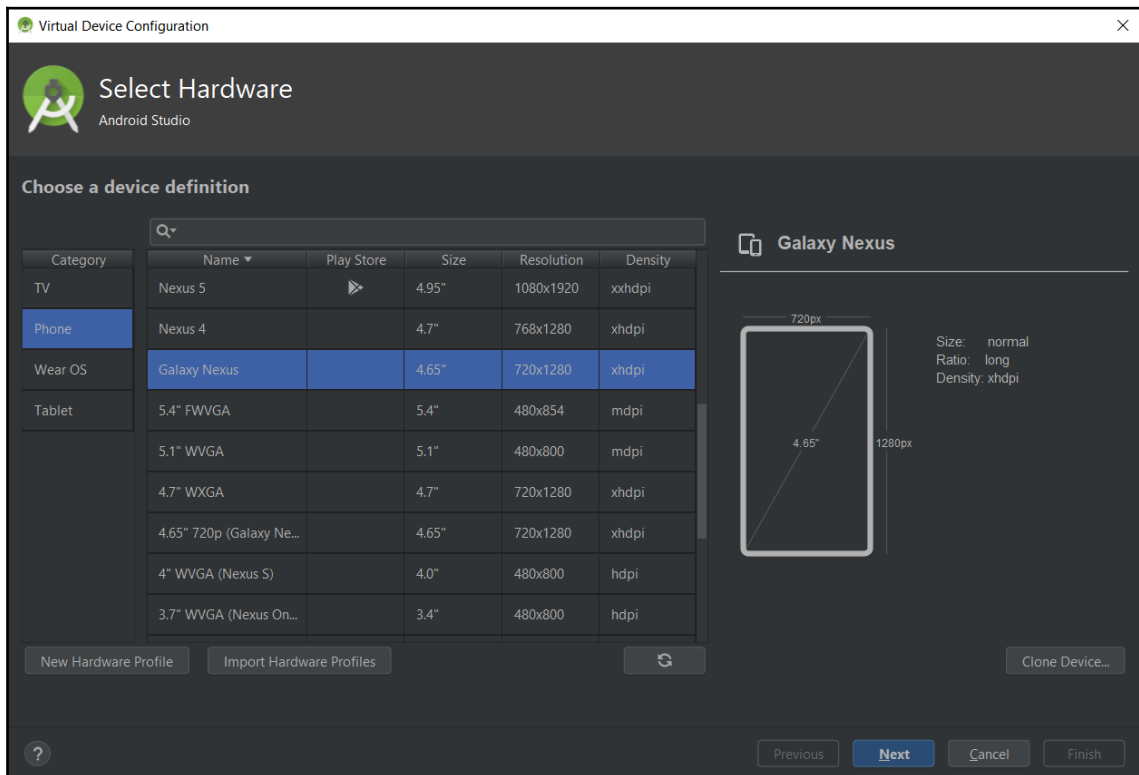 Virtual Device Configuration
Select Hardware
Android Studio
Choose a device definition
Category
TV
Phone
Wear OS
Tablet
Name Play Store Size Resolution Density
Nexus 5 4.95" 1080x1920 xxhdpi
Nexus 4 4.7" 768x1280 xhdpi
Galaxy Nexus 4.65" 720x1280 xhdpi
5.4" FWVGA 5.4" 480x854 mdpi
5.1" WVGA 5.1" 480x800 mdpi
4.7" WXGA 4.7" 720x1280 xhdpi
4.65" 720p (Galaxy Ne... 4.65" 720x1280 xhdpi
4" WVGA (Nexus S) 4.0" 480x800 hdpi
3.7" WVGA (Nexus On... 3.4" 480x800 hdpi
Galaxy Nexus
720px
4.65"
1280px
Size: normal
Ratio: long
Density: xhdpi
New Hardware Profile
Import Hardware Profiles
Clone Device...
?
Previous
Next
Cancel
Finish